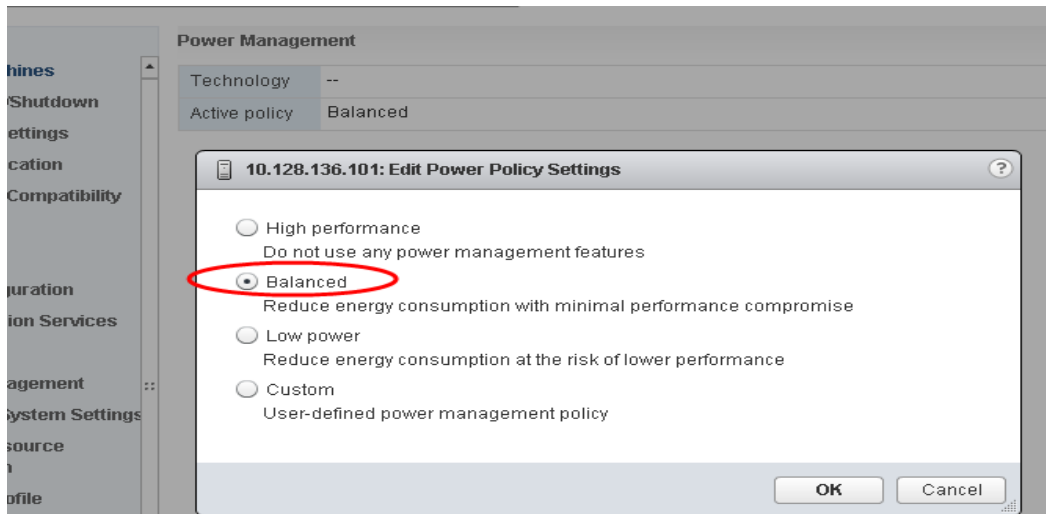 Power Management
hines
Technology --
/Shutdown
Active policy Balanced
ettings
cation
Compatibility
10.128.136.101: Edit Power Policy Settings
?
High performance
Do not use any power management features
Balanced
Reduce energy consumption with minimal performance compromise
Low power
Reduce energy consumption at the risk of lower performance
Custom
User-defined power management policy
juration
ion Services
agement
System Settings
source
ofile
OK Cancel